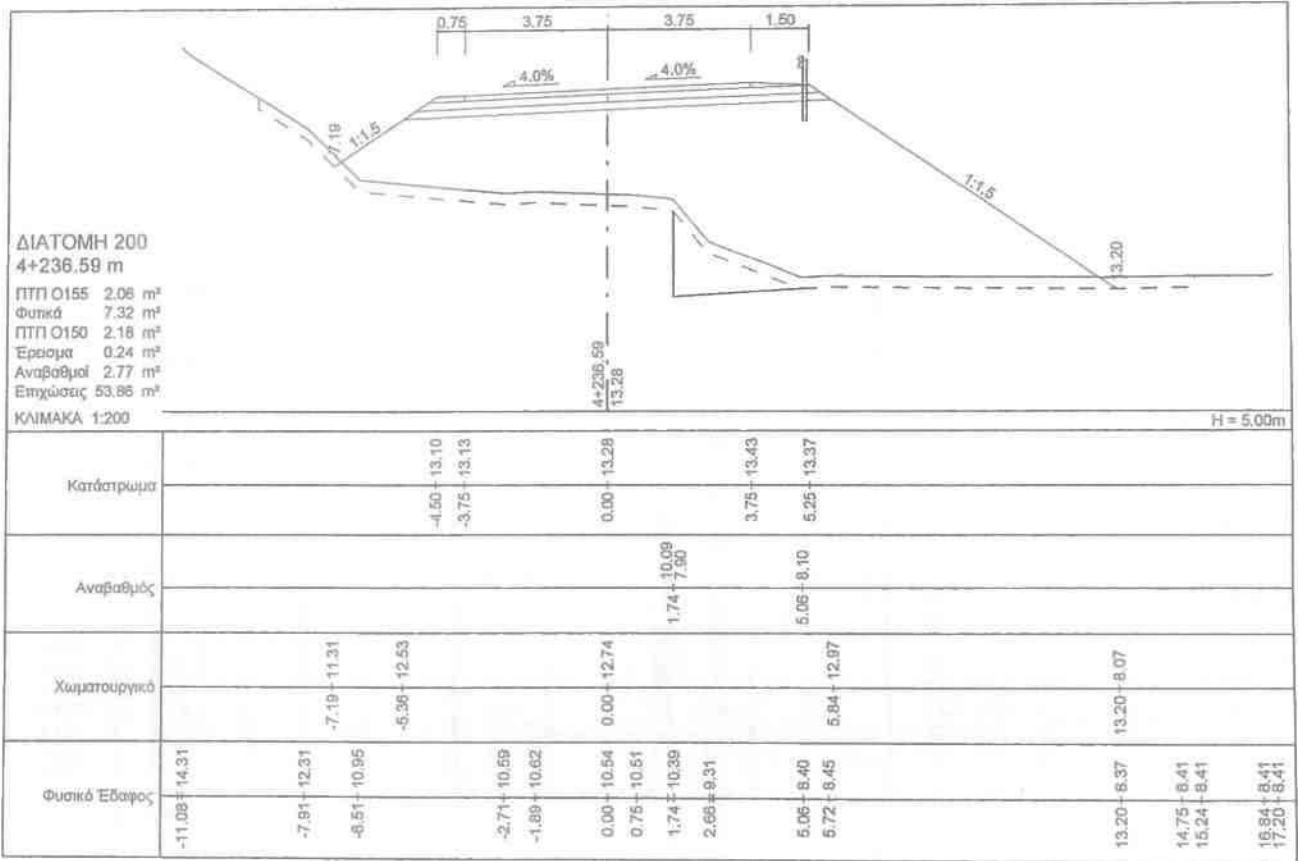 0.75 3.75 3.75 1.50
4.0% 4.0%
7.19
1:1.5
1:1.5
13.20
ΔΙΑΤΟΜΗ 200
4+236.59 m
ΠΤΠ Ο155 2.06 m²
Φυτικά 7.32 m²
ΠΤΠ Ο150 2.18 m²
Έρεισμα 0.24 m²
Αναβαθμοί 2.77 m²
Επιχώσεις 53.86 m²
4+236.59
13.28
ΚΛΙΜΑΚΑ 1:200
H = 5.00m
Κατάστρωμα
-4.50 13.10
-3.75 13.13
0.00 13.28
3.75 13.43
5.25 13.37
Αναβαθμός
1.74 10.09
7.90
5.06 8.10
Χωματουργικό
-7.19 11.31
-5.36 12.53
0.00 12.74
5.84 12.97
13.20 8.07
Φυσικό Έδαφος
-11.08 14.31
-7.91 12.31
-6.51 10.95
-2.71 10.59
-1.89 10.62
0.00 10.54
0.75 10.51
1.74 10.39
2.66 9.31
5.06 8.40
5.72 8.45
13.20 8.37
14.75 8.41
15.24 8.41
16.84 8.41
17.20 8.41